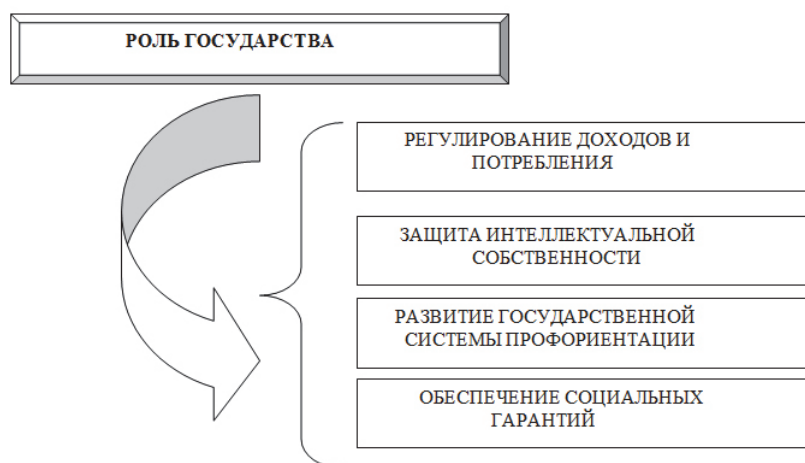 РОЛЬ ГОСУДАРСТВА
РЕГУЛИРОВАНИЕ ДОХОДОВ И
ПОТРЕБЛЕНИЯ
ЗАЩИТА ИНТЕЛЛЕКТУАЛЬНОЙ
СОБСТВЕННОСТИ
РАЗВИТИЕ ГОСУДАРСТВЕННОЙ
СИСТЕМЫ ПРОФОРИЕНТАЦИИ
ОБЕСПЕЧЕНИЕ СОЦИАЛЬНЫХ
ГАРАНТИЙ